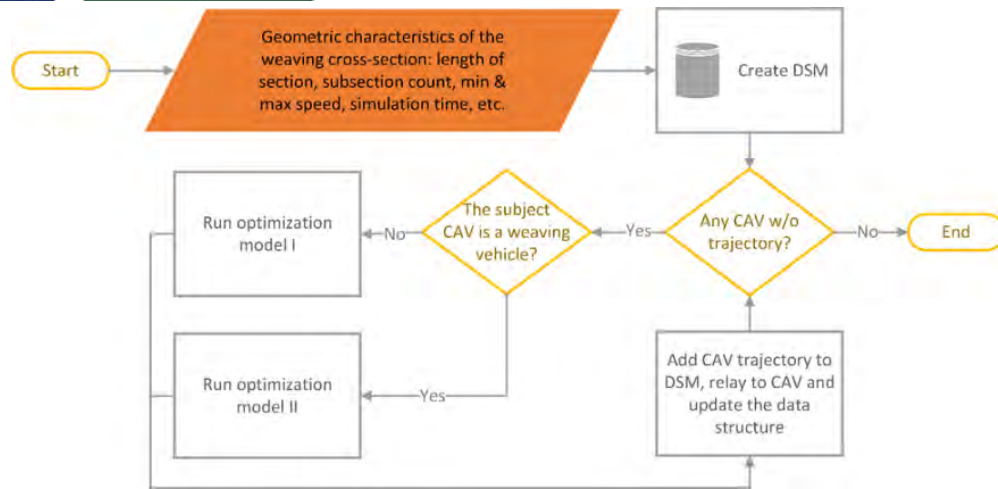 Start
Geometric characteristics of the
weaving cross-section: length of
section, subsection count, min &
max speed, simulation time, etc.
Create DSM
Run optimization
model I
No
The subject
CAV is a weaving
vehicle?
Yes
Any CAV w/o
trajectory?
No
End
Run optimization
model II
Yes
Add CAV trajectory to
DSM, relay to CAV and
update the data
structure